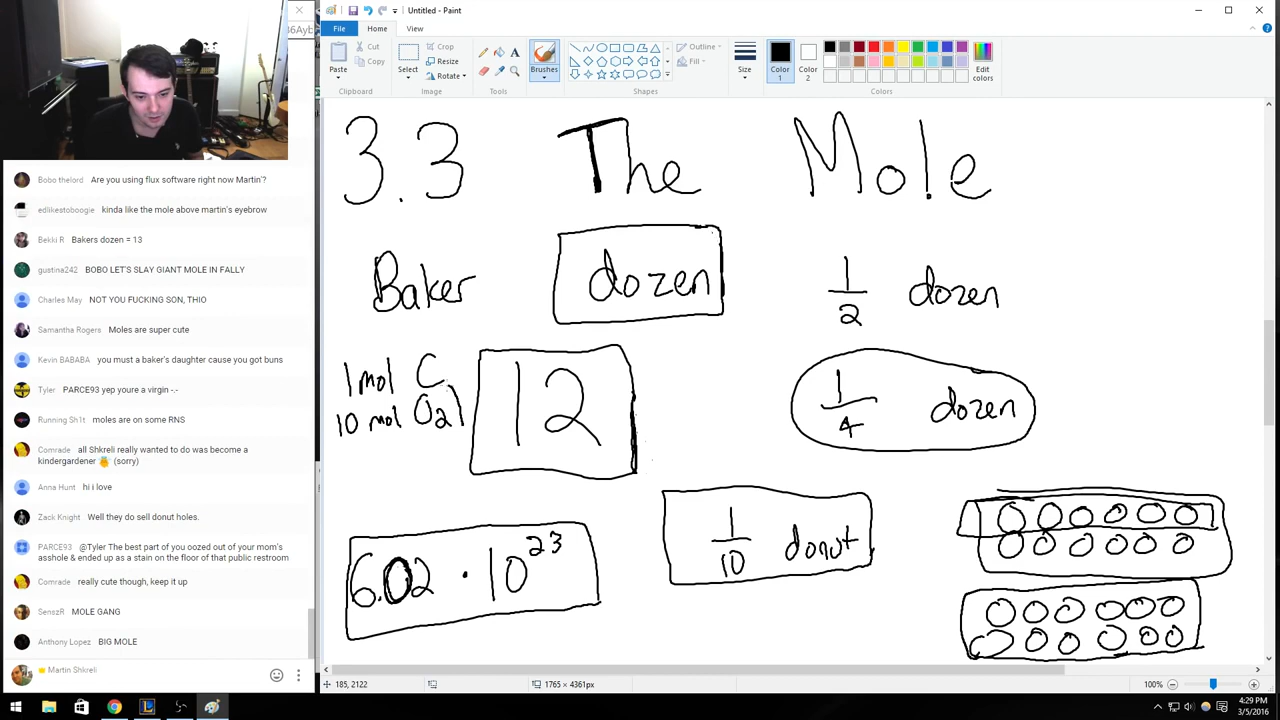 86Ayb
Bobo thelord Are you using flux software right now Martin'?
edlikestoboogie kinda like the mole above martin's eyebrow
Bekki R Bakers dozen = 13
gustina242 BOBO LET'S SLAY GIANT MOLE IN FALLY
Charles May NOT YOU FUCKING SON, THIO
Samantha Rogers Moles are super cute
Kevin BABABA you must a baker's daughter cause you got buns
Tyler PARCE93 yep youre a virgin -.-
Running Sh1t moles are on some RNS
Comrade all Shkreli really wanted to do was become a
kindergardener (sorry)
Anna Hunt hi i love
Zack Knight Well they do sell donut holes.
PARCE93 @Tyler The best part of you oozed out of your mom's
asshole & ended up as a stain on the floor of that public restroom
Comrade really cute though, keep it up
SenszR MOLE GANG
Anthony Lopez BIG MOLE
Martin Shkreli
Untitled - Paint
File Home View
Paste
Cut
Copy
Clipboard
Select
Crop
Resize
Rotate
Image
Tools
Brushes
Shapes
Outline
Fill
Size
Color 1
Color 2
Edit colors
Colors
3.3 The Mole
Baker dozen 1/2 dozen
1 mol C
10 mol O2
12
1/4 dozen
6.02 · 10^23
1/10 donut
185, 2122
1765 × 4361px
100%
4:29 PM
3/5/2016